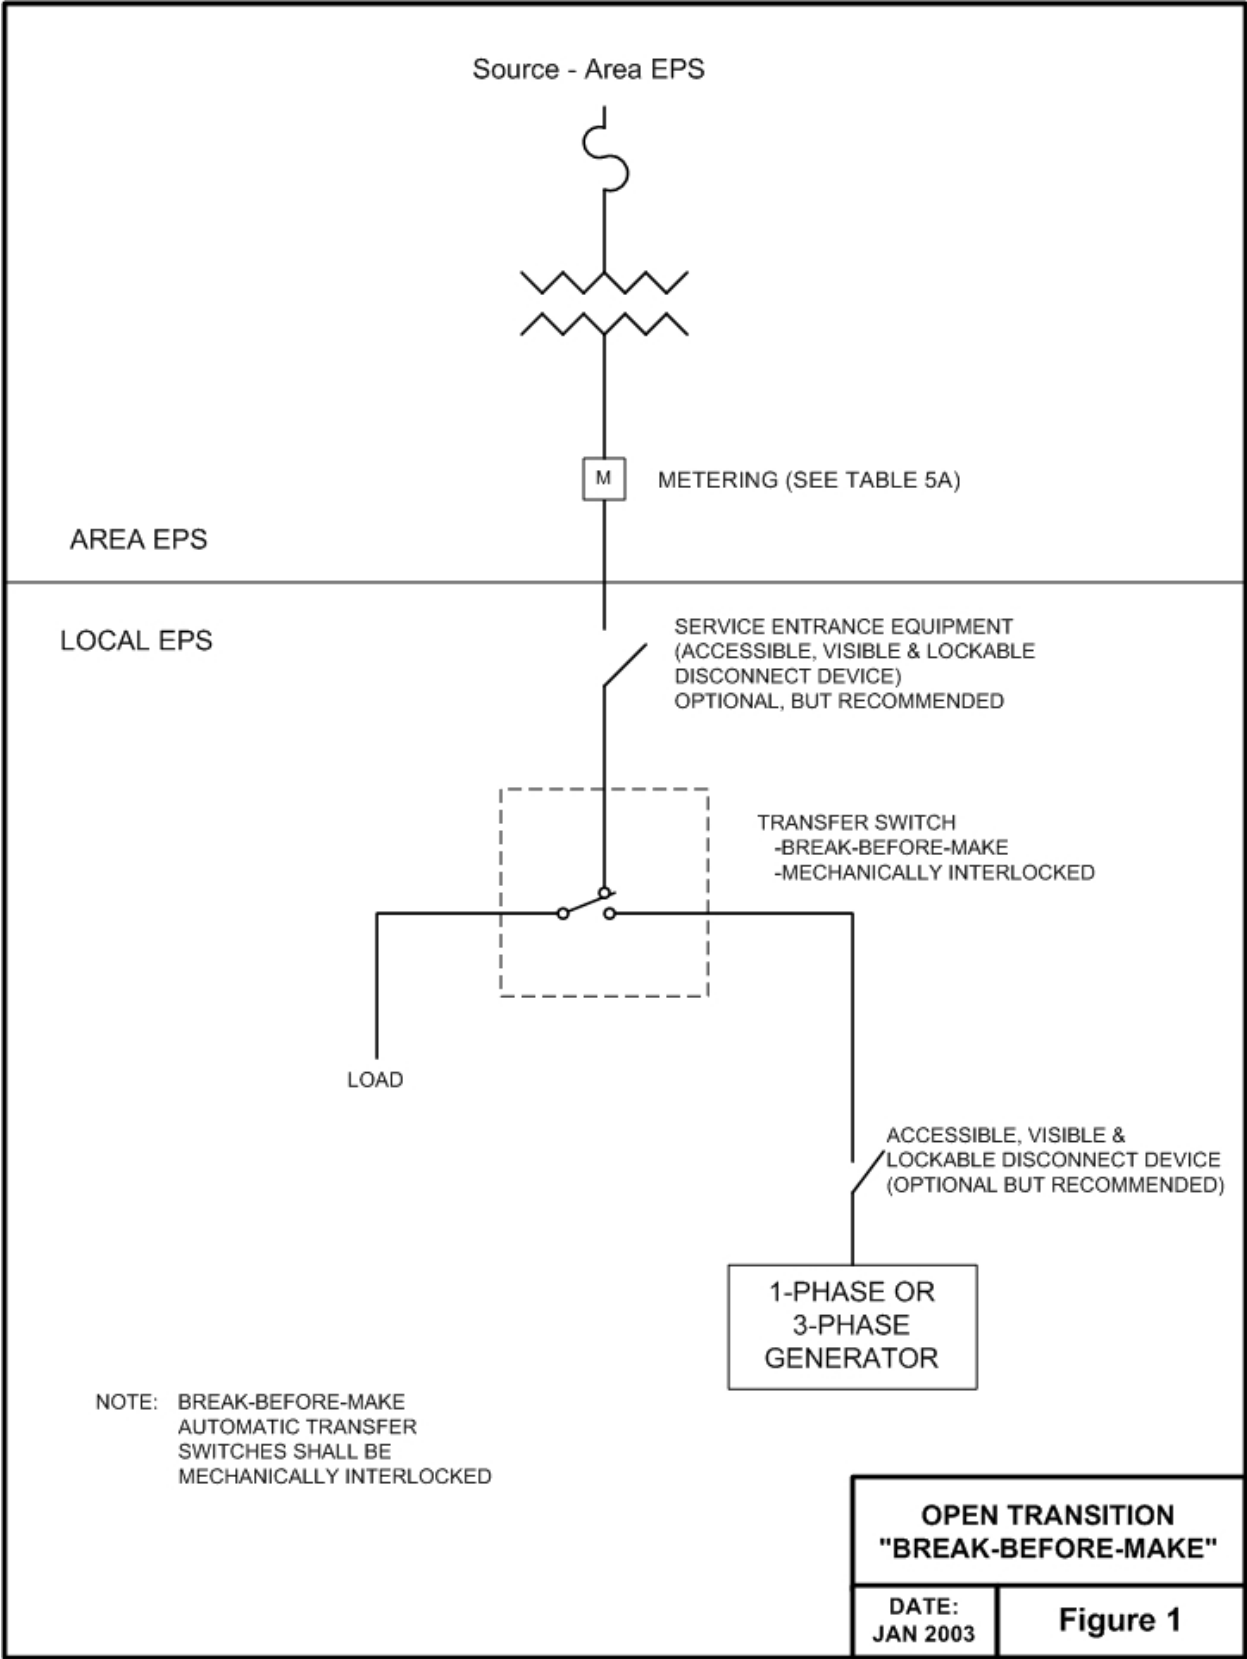 Source - Area EPS
M
METERING (SEE TABLE 5A)
AREA EPS
LOCAL EPS
SERVICE ENTRANCE EQUIPMENT
(ACCESSIBLE, VISIBLE & LOCKABLE
DISCONNECT DEVICE)
OPTIONAL, BUT RECOMMENDED
TRANSFER SWITCH
-BREAK-BEFORE-MAKE
-MECHANICALLY INTERLOCKED
LOAD
ACCESSIBLE, VISIBLE &
LOCKABLE DISCONNECT DEVICE
(OPTIONAL BUT RECOMMENDED)
1-PHASE OR
3-PHASE
GENERATOR
NOTE: BREAK-BEFORE-MAKE
AUTOMATIC TRANSFER
SWITCHES SHALL BE
MECHANICALLY INTERLOCKED
OPEN TRANSITION
"BREAK-BEFORE-MAKE"
DATE:
JAN 2003
Figure 1